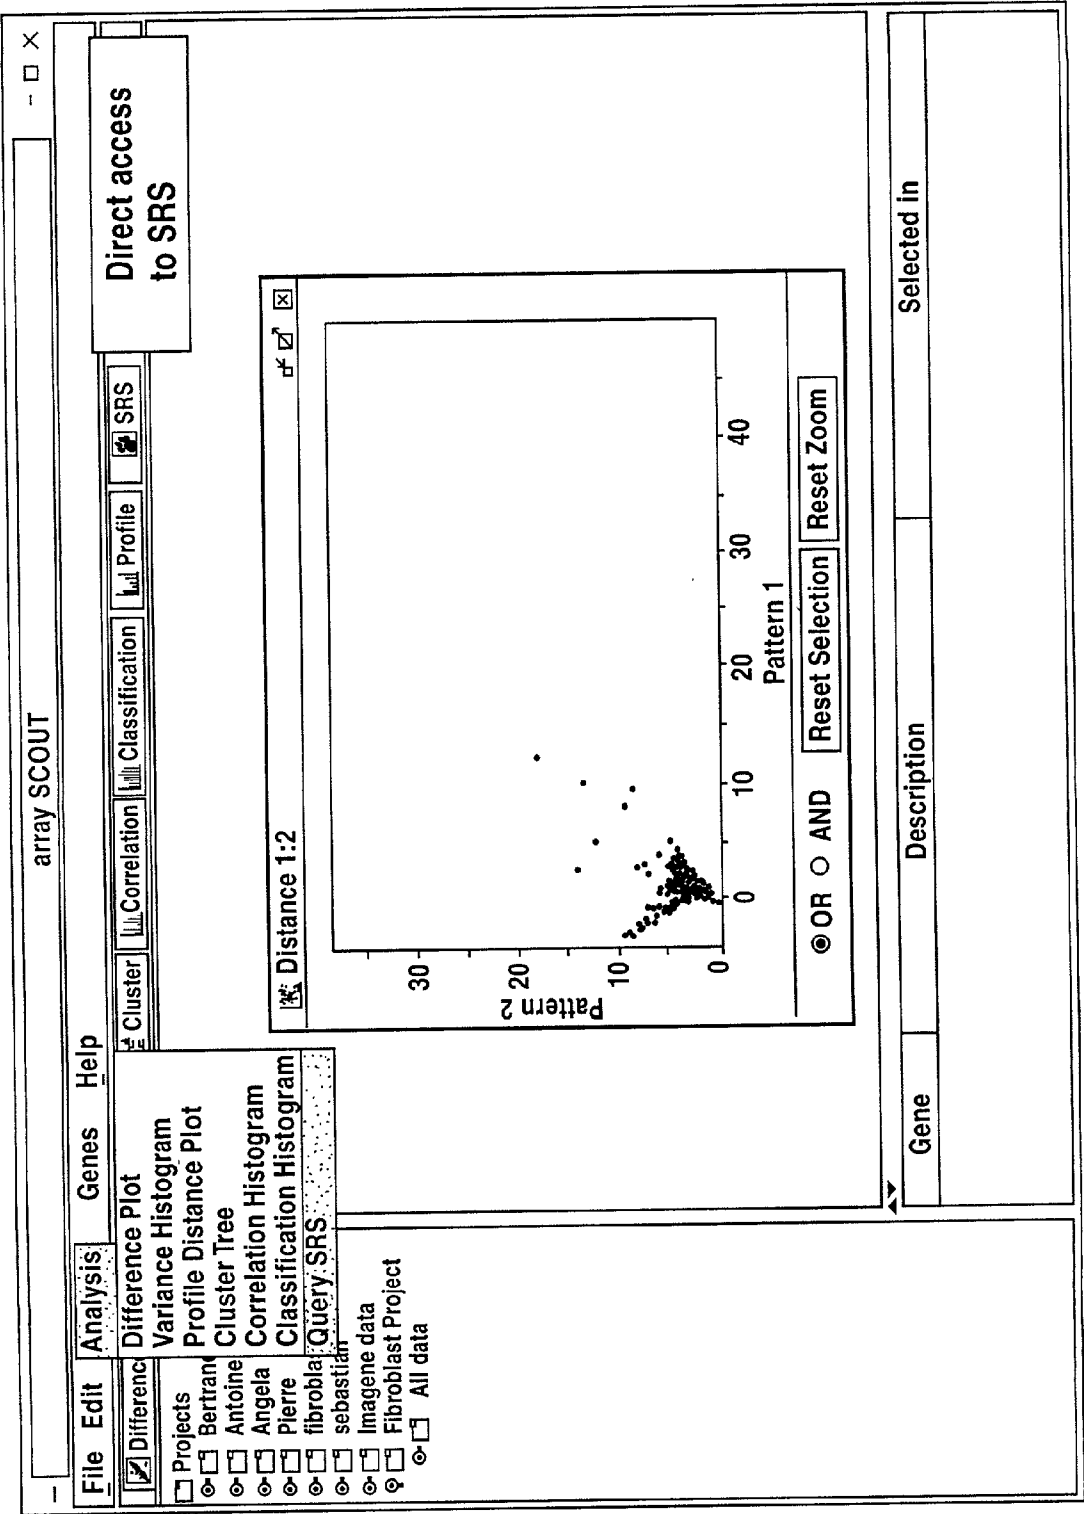 array SCOUT
File Edit Analysis Genes Help
Direct access
to SRS
Differenc
Cluster
Correlation
Classification
Profile
SRS
Difference Plot
Variance Histogram
Profile Distance Plot
Cluster Tree
Correlation Histogram
Classification Histogram
Query SRS
Projects
Bertran
Antoine
Angela
Pierre
fibrobla
sebastian
Imagene data
Fibroblast Project
All data
Distance 1:2
Pattern 2
30
20
10
0
0 10 20 30 40
Pattern 1
OR AND Reset Selection Reset Zoom
Gene Description Selected in